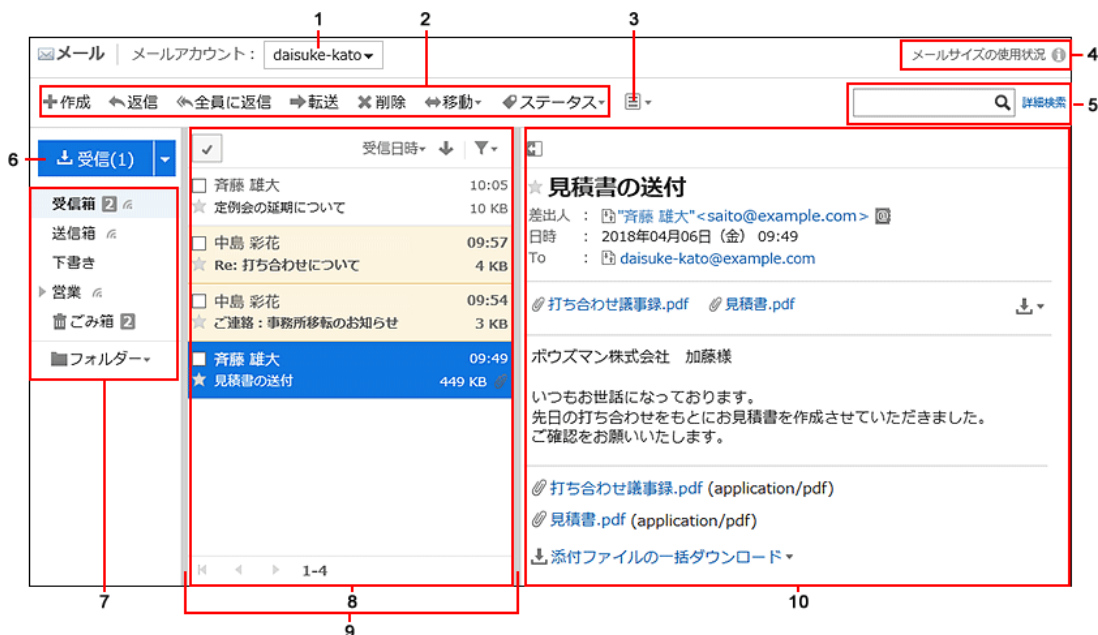 1
2
3
メール メールアカウント： daisuke-kato
メールサイズの使用状況
4
作成 返信 全員に返信 転送 削除 移動 ステータス
詳細検索
5
6
受信(1)
受信箱 2
送信箱
下書き
営業
ごみ箱 2
フォルダー
7
受信日時
斉藤 雄大 10:05
定例会の延期について 10 KB
中島 彩花 09:57
Re: 打ち合わせについて 4 KB
中島 彩花 09:54
ご連絡：事務所移転のお知らせ 3 KB
斉藤 雄大 09:49
見積書の送付 449 KB
1-4
8
9
見積書の送付
差出人 ： "斉藤 雄大"<saito@example.com>
日時 ： 2018年04月06日（金） 09:49
To ： daisuke-kato@example.com
打ち合わせ議事録.pdf 見積書.pdf
ボウズマン株式会社 加藤様
いつもお世話になっております。
先日の打ち合わせをもとにお見積書を作成させていただきました。
ご確認をお願いいたします。
打ち合わせ議事録.pdf (application/pdf)
見積書.pdf (application/pdf)
添付ファイルの一括ダウンロード
10